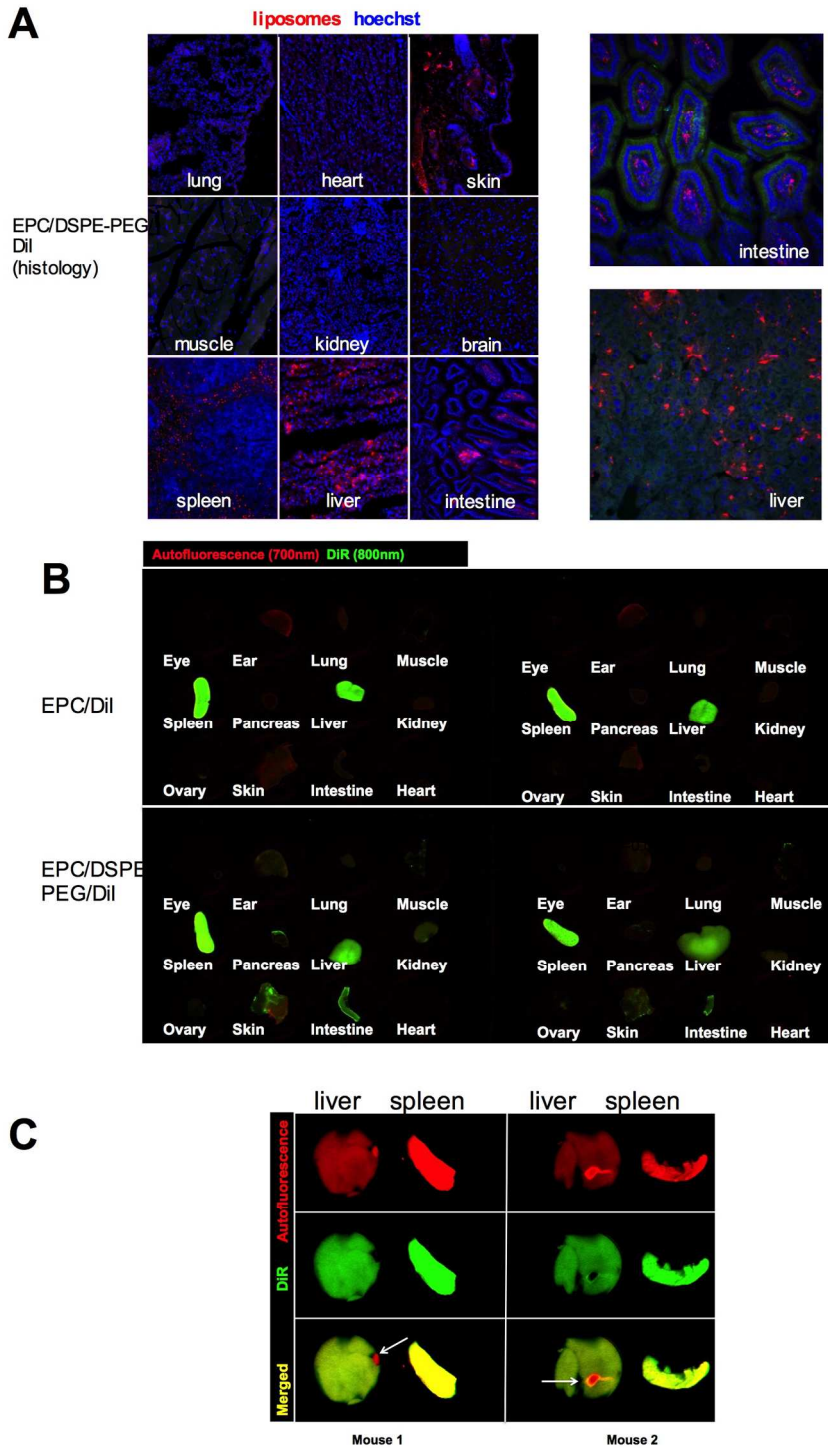 A
liposomes hoechst
lung heart skin
EPC/DSPE-PEG
DiI
(histology)
muscle kidney brain
spleen liver intestine
intestine
liver
B
Autofluorescence (700nm) DiR (800nm)
EPC/DiI
Eye Ear Lung Muscle
Spleen Pancreas Liver Kidney
Ovary Skin Intestine Heart
Eye Ear Lung Muscle
Spleen Pancreas Liver Kidney
Ovary Skin Intestine Heart
EPC/DSPE
PEG/DiI
Eye Ear Lung Muscle
Spleen Pancreas Liver Kidney
Ovary Skin Intestine Heart
Eye Ear Lung Muscle
Spleen Pancreas Liver Kidney
Ovary Skin Intestine Heart
C
liver spleen liver spleen
Autofluorescence
DiR
Merged
Mouse 1 Mouse 2